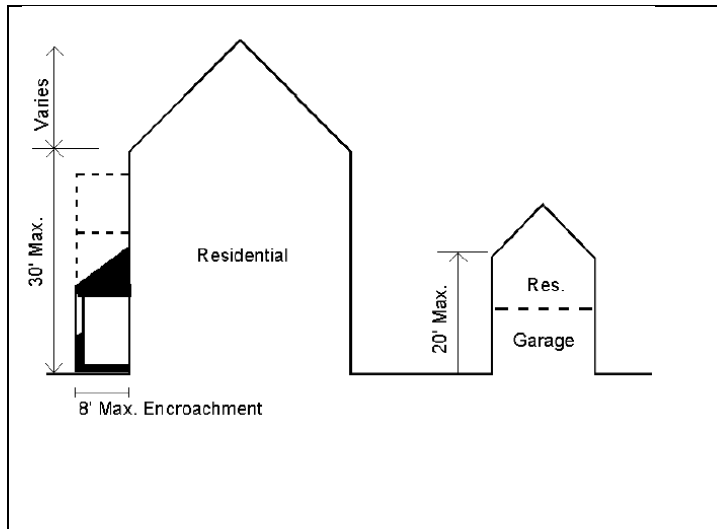 Varies
30' Max.
Residential
8' Max. Encroachment
20' Max.
Res.
Garage